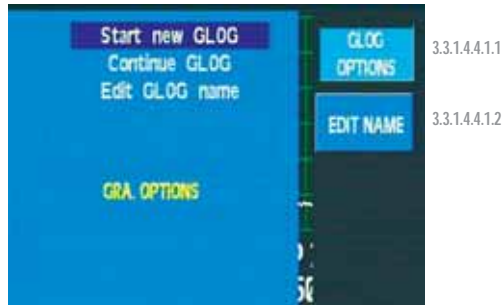 Start new GLOG
Continue GLOG
Edit GLOG name
GRA. OPTIONS
GLOG
OPTIONS
EDIT NAME
3.3.1.4.4.1.1
3.3.1.4.4.1.2